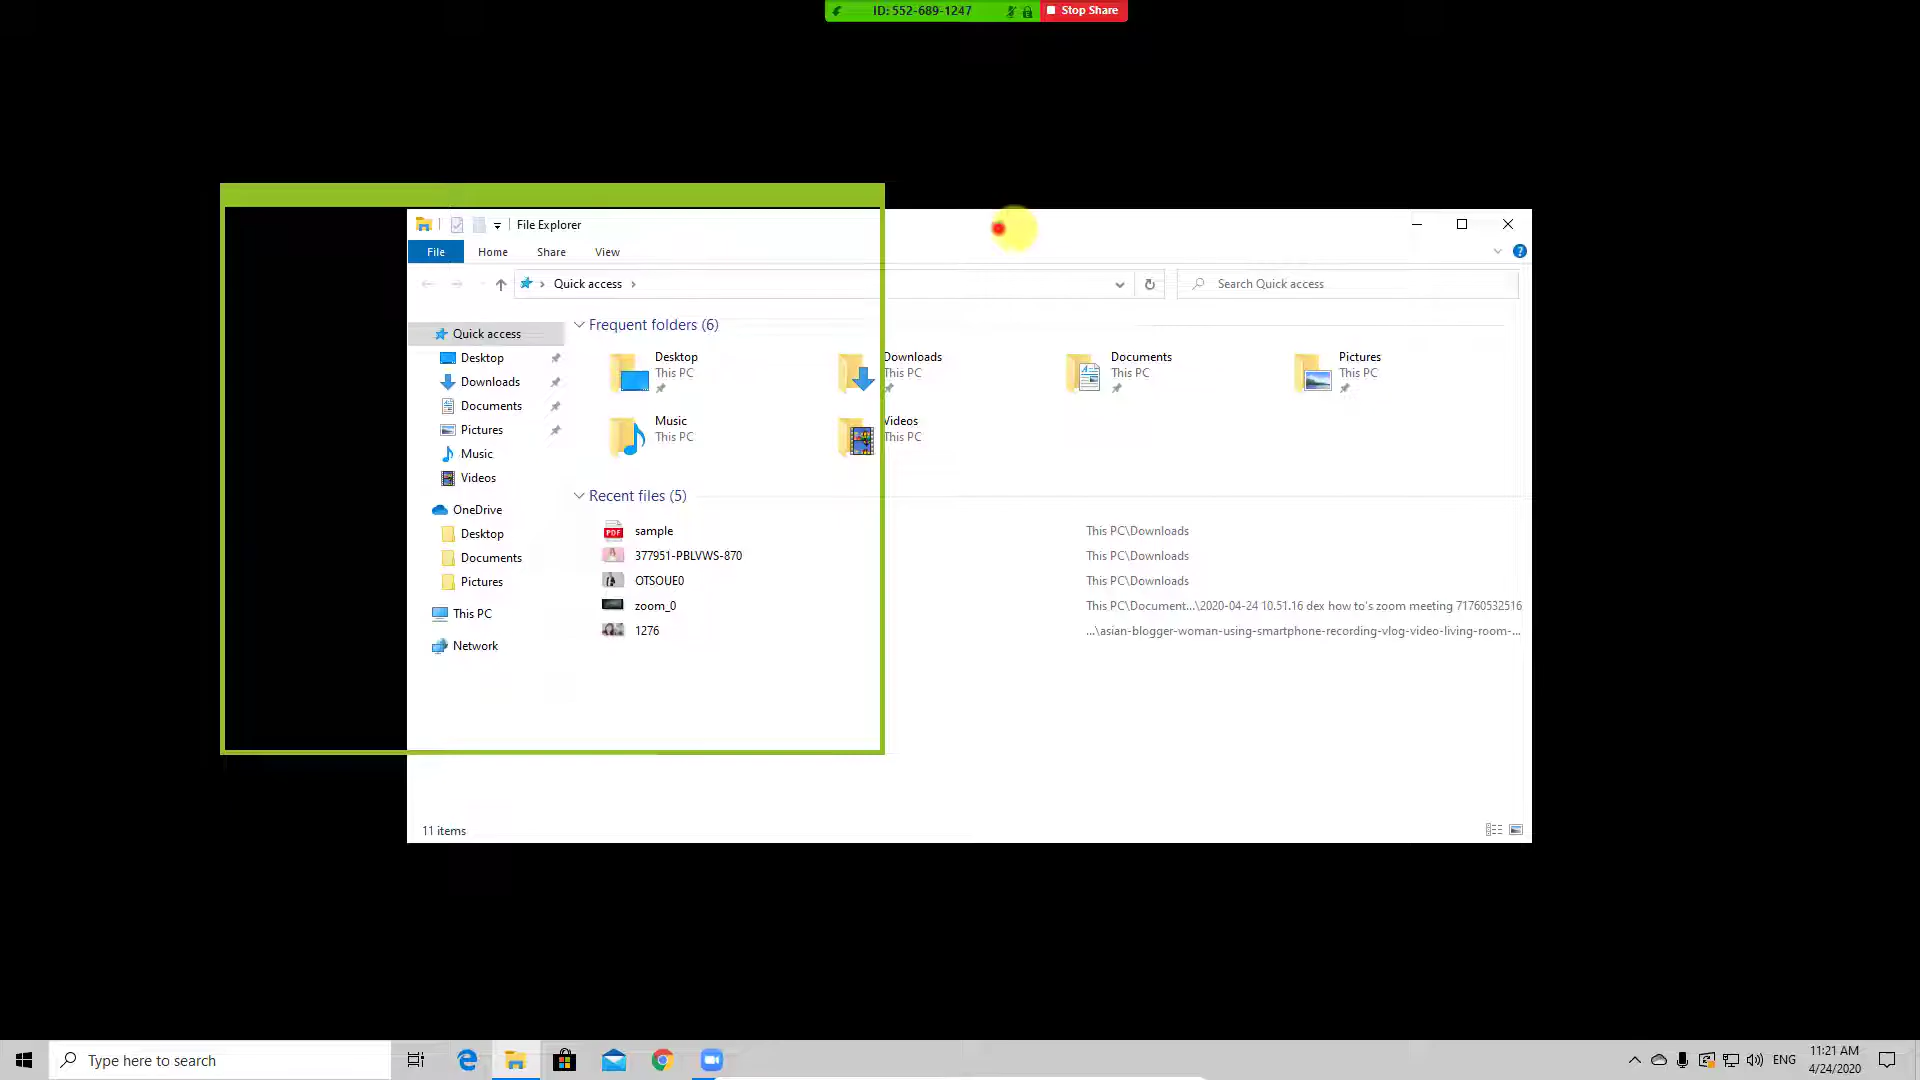 ID: 552-689-1247
Stop Share
File Explorer
File
Home
Share
View
Quick access
Search Quick access
Quick access
Desktop
Downloads
Documents
Pictures
Music
Videos
OneDrive
Desktop
Documents
Pictures
This PC
Network
Frequent folders (6)
Desktop
This PC
Downloads
This PC
Documents
This PC
Pictures
This PC
Music
This PC
Videos
This PC
Recent files (5)
PDF
sample
This PC\Downloads
377951-PBLVWS-870
This PC\Downloads
OTSOUE0
This PC\Downloads
zoom_0
This PC\Document...\2020-04-24 10.51.16 dex how to's zoom meeting 71760532516
1276
...\asian-blogger-woman-using-smartphone-recording-vlog-video-living-room-...
11 items
Type here to search
ENG
11:21 AM
4/24/2020